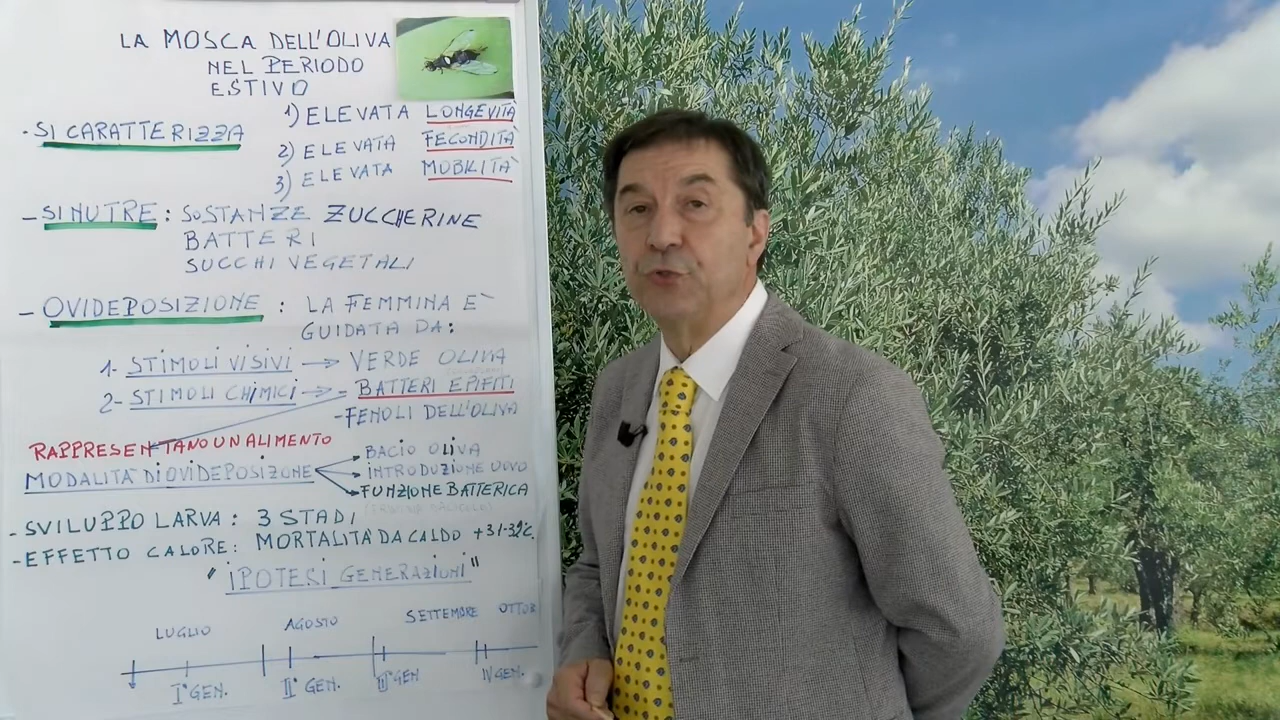 LA MOSCA DELL'OLIVA
NEL PERIODO
ESTIVO
· SI CARATTERIZZA
1) ELEVATA LONGEVITÀ
2) ELEVATA FECONDITÀ
3) ELEVATA MOBILITÀ
- SI NUTRE : SOSTANZE ZUCCHERINE
BATTERI
SUCCHI VEGETALI
- OVIDEPOSIZIONE : LA FEMMINA È
GUIDATA DA:
1- STIMOLI VISIVI → VERDE OLIVA
2- STIMOLI CHIMICI → - BATTERI EPIFITI
- FENOLI DELL'OLIVA
RAPPRESENTANO UN ALIMENTO
MODALITÀ DI OVIDEPOSIZONE
BACIO OLIVA
INTRODUZIONE UOVO
FUNZIONE BATTERICA
- SVILUPPO LARVA : 3 STADI
- EFFETTO CALORE : MORTALITÀ DA CALDO +31-32°C.
"IPOTESI GENERAZIONI"
LUGLIO AGOSTO SETTEMBRE
I° GEN. II° GEN. III° GEN IV GEN.